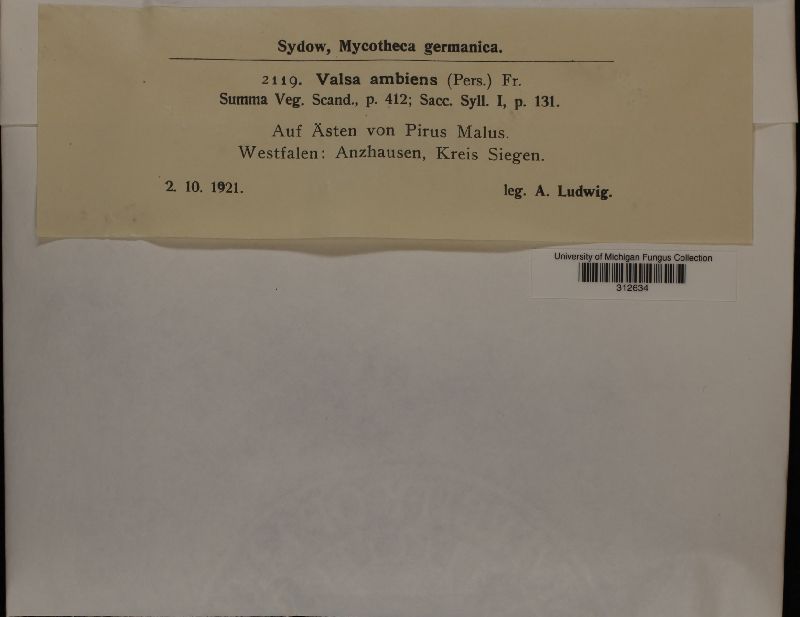 Sydow, Mycotheca germanica.
2119. Valsa ambiens (Pers.) Fr.
Summa Veg. Scand., p. 412; Sacc. Syll. I, p. 131.
Auf Ästen von Pirus Malus.
Westfalen: Anzhausen, Kreis Siegen.
2. 10. 1921. leg. A. Ludwig.
University of Michigan Fungus Collection
312634